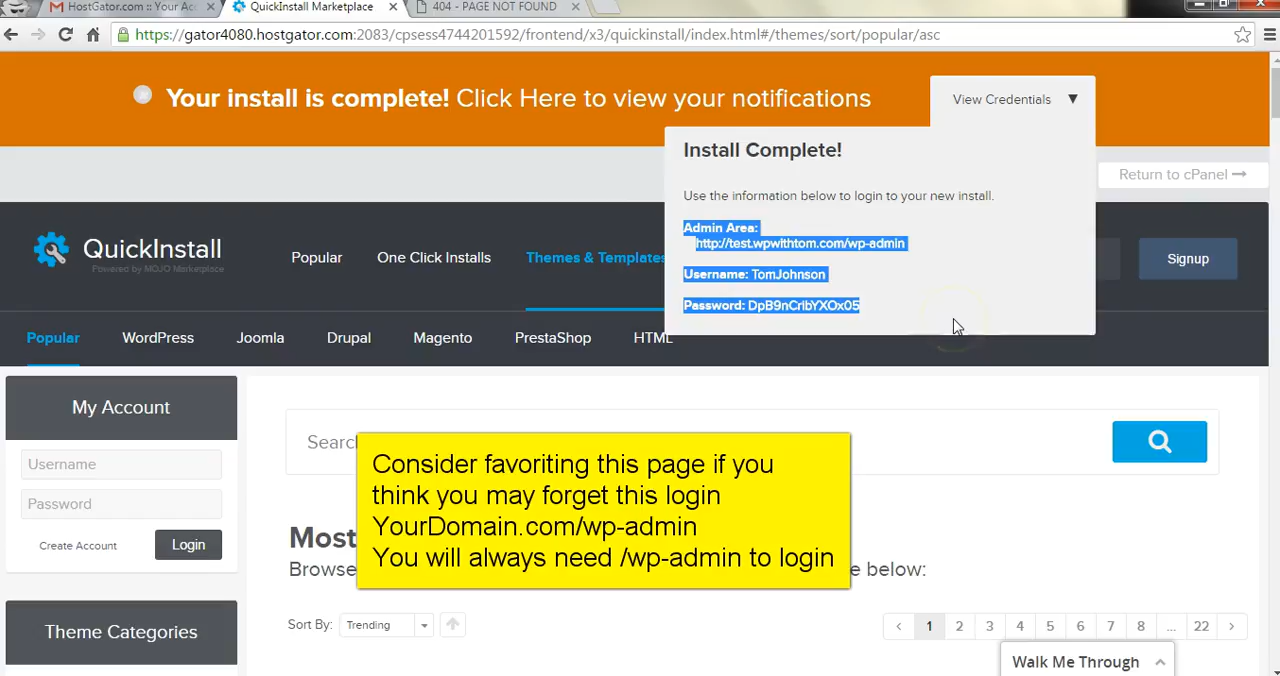 HostGator.com :: Your Ac
QuickInstall Marketplace
404 - PAGE NOT FOUND
https://gator4080.hostgator.com:2083/cpsess4744201592/frontend/x3/quickinstall/index.html#/themes/sort/popular/asc
Your install is complete! Click Here to view your notifications
View Credentials
Install Complete!
Use the information below to login to your new install.
Admin Area:
http://test.wpwithtom.com/wp-admin
Username: TomJohnson
Password: DpB9nCribYXOx05
Return to cPanel
QuickInstall
Powered by MOJO Marketplace
Popular
One Click Installs
Themes & Templates
Signup
Popular
WordPress
Joomla
Drupal
Magento
PrestaShop
HTML
My Account
Username
Password
Create Account
Login
Theme Categories
Searc
Consider favoriting this page if you
think you may forget this login
YourDomain.com/wp-admin
You will always need /wp-admin to login
Most
Browse
e below:
Sort By:
Trending
< 1 2 3 4 5 6 7 8 ... 22 >
Walk Me Through